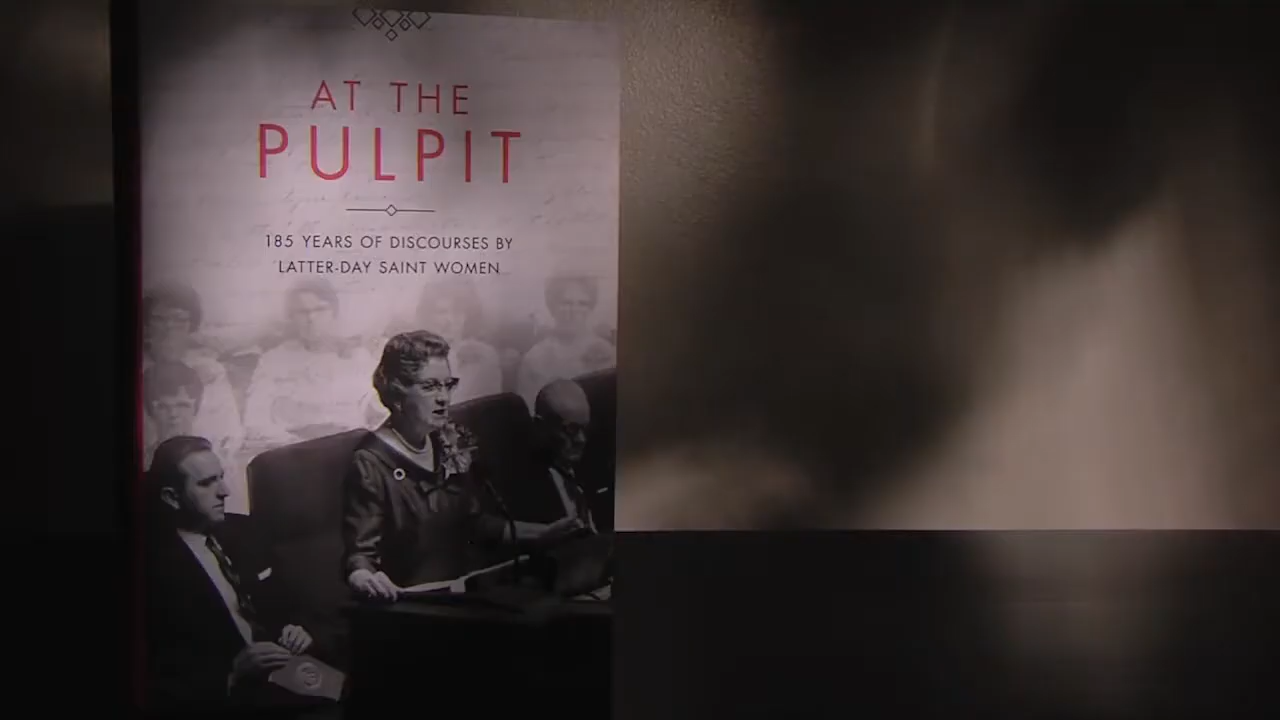 AT THE
PULPIT
185 YEARS OF DISCOURSES BY
LATTER-DAY SAINT WOMEN